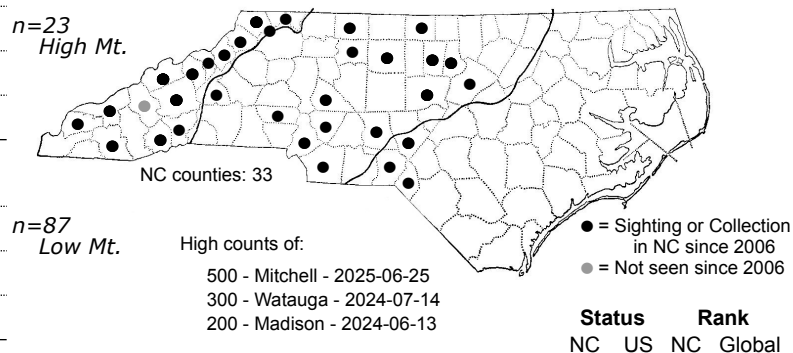 n=23
High Mt.
NC counties: 33
n=87
Low Mt.
High counts of:
500 - Mitchell - 2025-06-25
300 - Watauga - 2024-07-14
200 - Madison - 2024-06-13
= Sighting or Collection
in NC since 2006
= Not seen since 2006
Status Rank
NC US NC Global